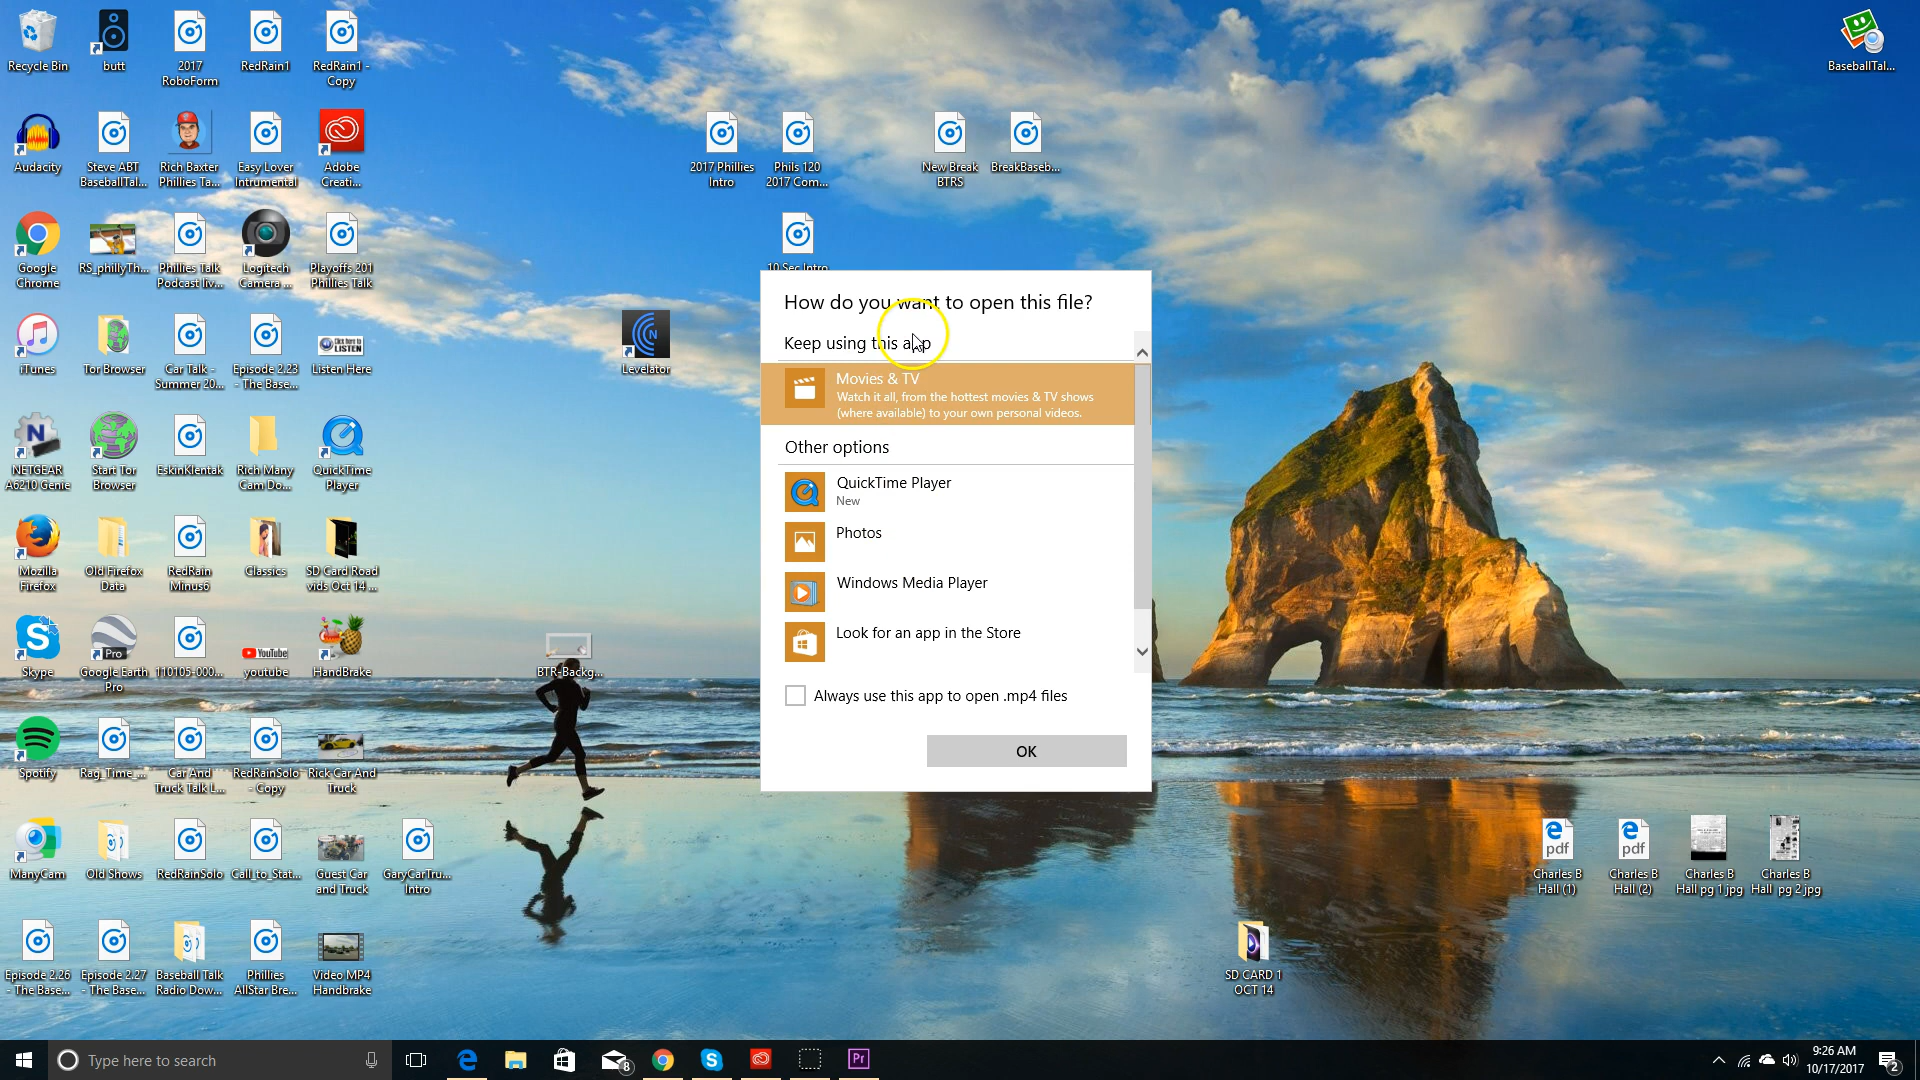 Recycle Bin
butt
2017
RoboForm
RedRain1
RedRain1 -
Copy
BaseballTal...
Audacity
Steve ABT
BaseballTal...
Rich Baxter
Phillies Ta...
Easy Lover
Intrumental
Adobe
Creati...
2017 Phillies
Intro
Phils 120
2017 Com...
New Break
BTRS
BreakBaseb...
Google
Chrome
RS_phillyTh...
Phillies Talk
Podcast liv...
Logitech
Camera ...
Playoffs 201
Phillies Talk
10 Sec Intro
iTunes
Tor Browser
Car Talk -
Summer 20...
Episode 2.23
- The Base...
Click here to
LISTEN
Listen Here
N
Levelator
How do you want to open this file?
Keep using this app
Movies & TV
Watch it all, from the hottest movies & TV shows
(where available) to your own personal videos.
Other options
QuickTime Player
New
Photos
Windows Media Player
Look for an app in the Store
Always use this app to open .mp4 files
OK
N
NETGEAR
A6210 Genie
Start Tor
Browser
EskinKlentak
Rich Many
Cam Do...
QuickTime
Player
Mozilla
Firefox
Old Firefox
Data
RedRain
Minus6
Classics
SD Card Road
vids Oct 14 ...
Skype
Pro
Google Earth
Pro
110105-000...
YouTube
youtube
HandBrake
BTR-Backg...
Spotify
Rag_Time_...
Car And
Truck Talk L...
RedRainSolo
- Copy
Rick Car And
Truck
ManyCam
Old Shows
RedRainSolo
Call_to_Stat...
Guest Car
and Truck
GaryCarTru...
Intro
pdf
Charles B
Hall (1)
pdf
Charles B
Hall (2)
Charles B
Hall pg 1 jpg
Charles B
Hall pg 2 jpg
Episode 2.26
- The Base...
Episode 2.27
- The Base...
Baseball Talk
Radio Dow...
Phillies
AllStar Bre...
Video MP4
Handbrake
SD CARD 1
OCT 14
Type here to search
8
Pr
9:26 AM
10/17/2017
2